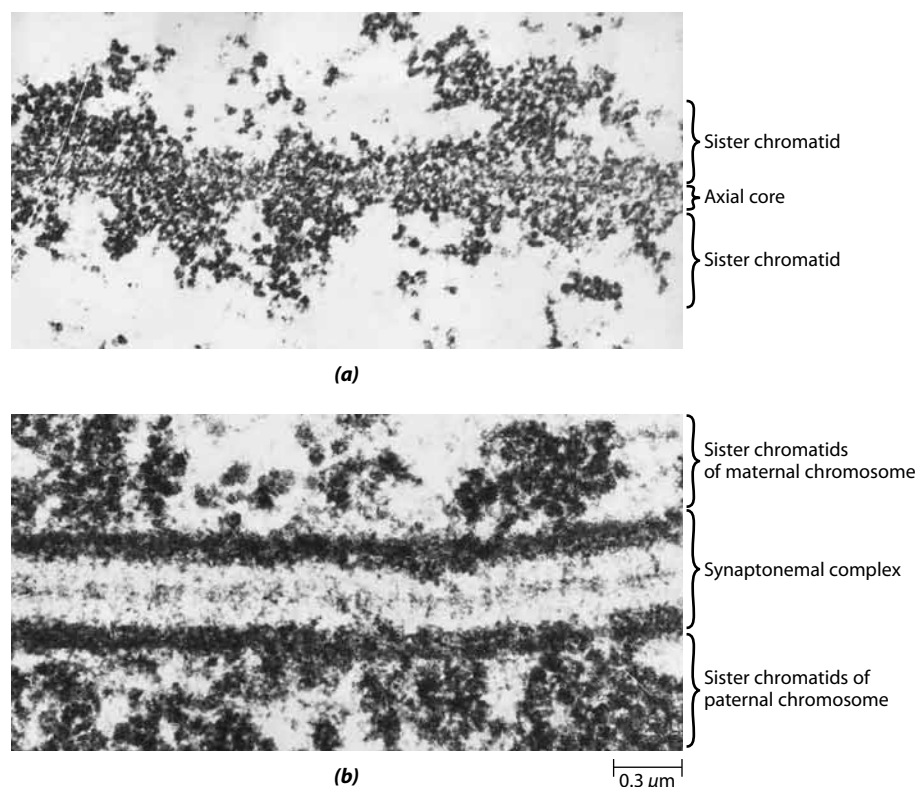 Sister chromatid
Axial core
Sister chromatid
(a)
Sister chromatids
of maternal chromosome
Synaptonemal complex
Sister chromatids of
paternal chromosome
(b)
0.3 μm